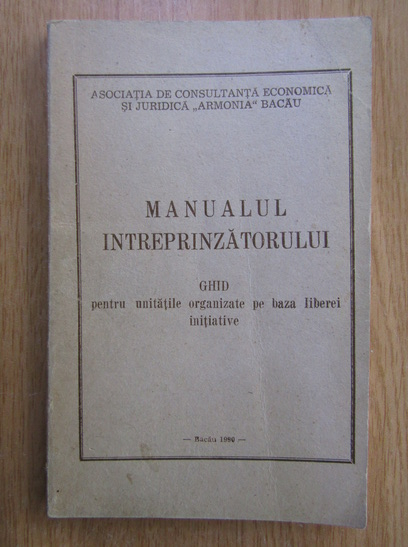 ASOCIAȚIA DE CONSULTANȚĂ ECONOMICĂ
ȘI JURIDICĂ „ARMONIA“ BACĂU
MANUALUL
INTREPRINZĂTORULUI
GHID
pentru unitățile organizate pe baza liberei
inițiative